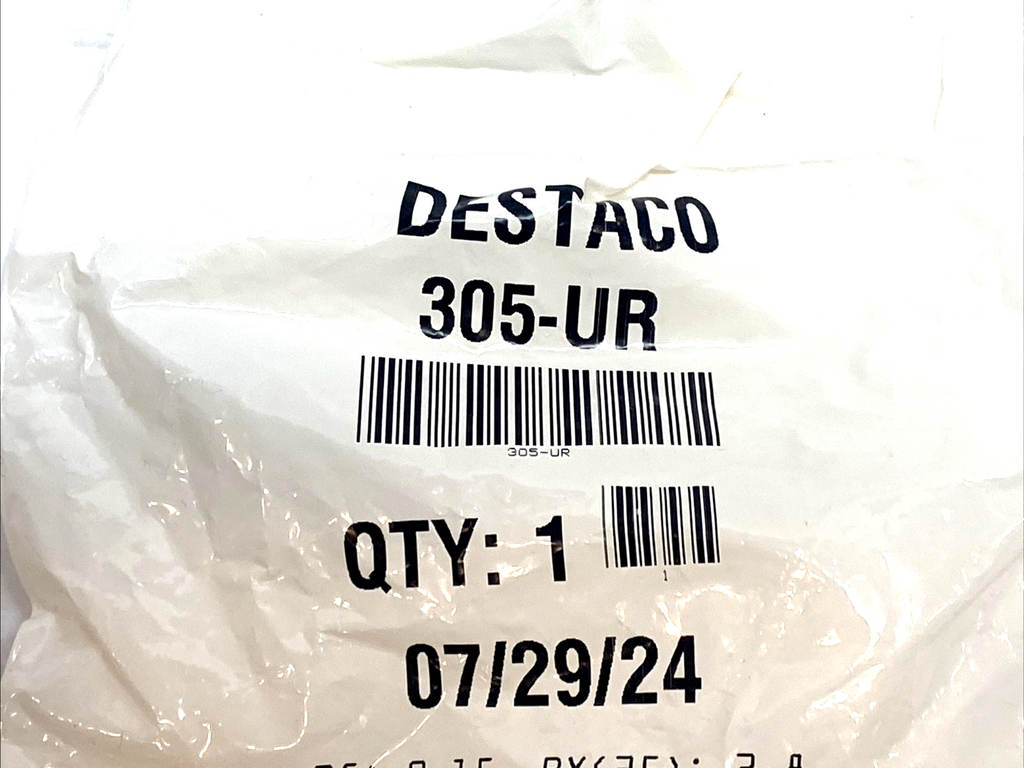 DESTACO
305-UR
305-UR
QTY: 1
1
07/29/24